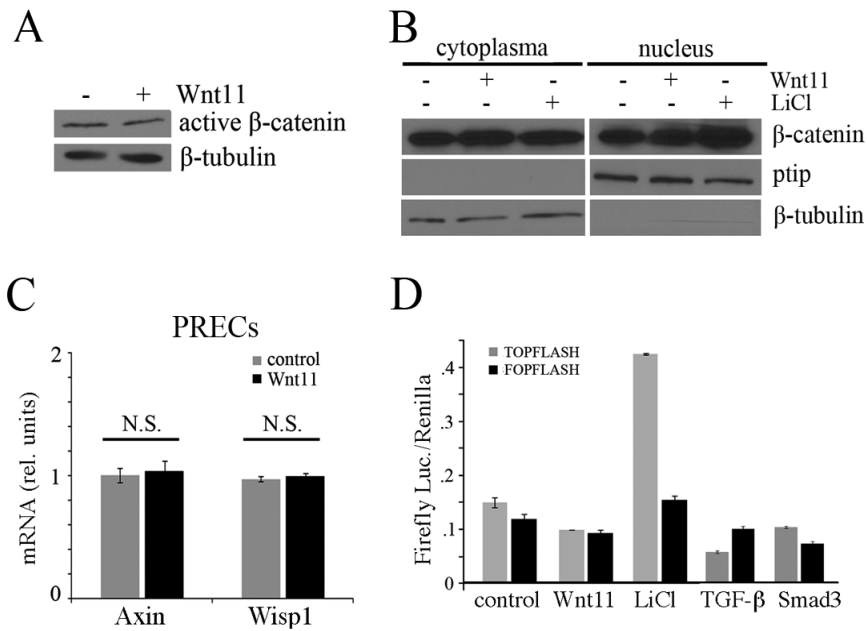 A
- + Wnt11
active β-catenin
β-tubulin
B
cytoplasma nucleus
- + - - + - Wnt11
- - + - - + LiCl
β-catenin
ptip
β-tubulin
C
PRECs
control
Wnt11
N.S. N.S.
mRNA (rel. units)
2
1
0
Axin Wisp1
D
TOPFLASH
FOPFLASH
Firefly Luc./Renilla
.4
.3
.2
.1
.0
control Wnt11 LiCl TGF-β Smad3